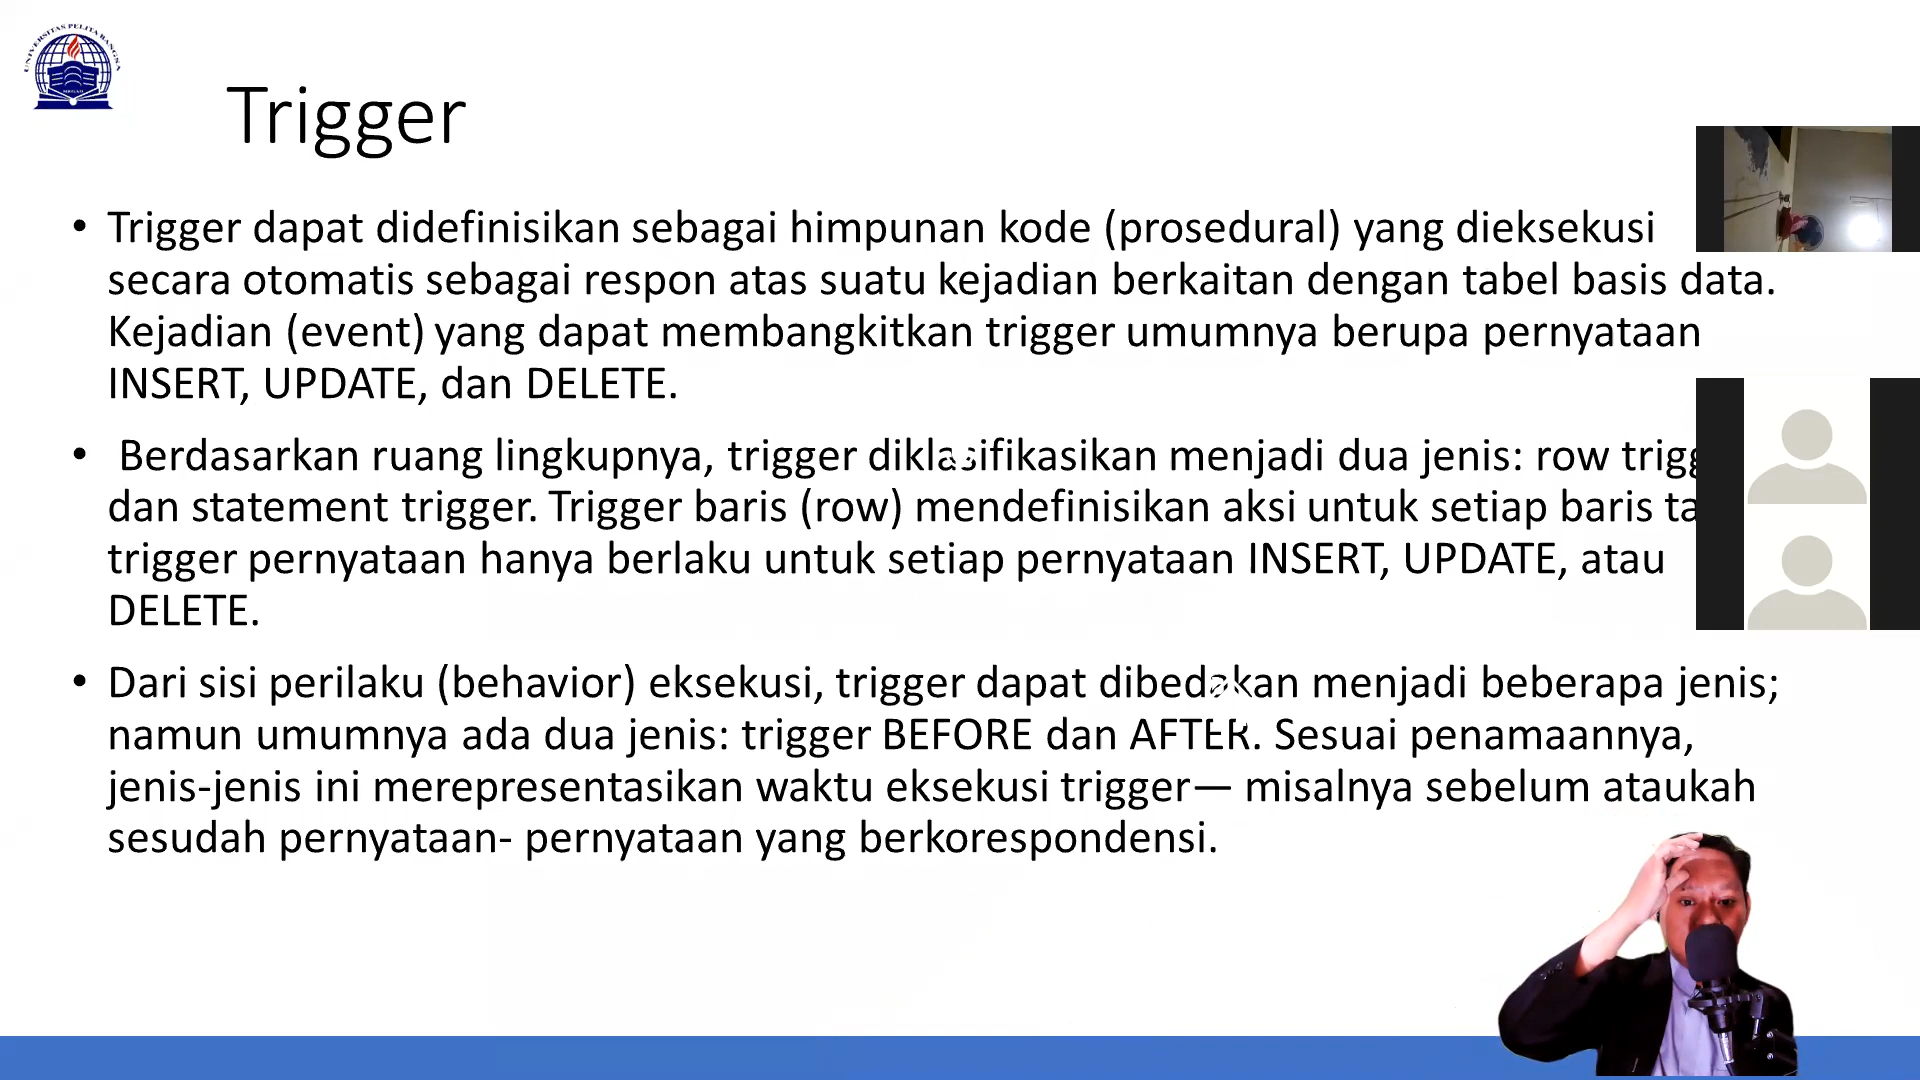 UNIVERSITAS PELITA BANGSA
Trigger
• Trigger dapat didefinisikan sebagai himpunan kode (prosedural) yang dieksekusi
secara otomatis sebagai respon atas suatu kejadian berkaitan dengan tabel basis data.
Kejadian (event) yang dapat membangkitkan trigger umumnya berupa pernyataan
INSERT, UPDATE, dan DELETE.
• Berdasarkan ruang lingkupnya, trigger diklasifikasikan menjadi dua jenis: row
dan statement trigger. Trigger baris (row) mendefinisikan aksi untuk setiap baris
trigger pernyataan hanya berlaku untuk setiap pernyataan INSERT, UPDATE, atau
DELETE.
• Dari sisi perilaku (behavior) eksekusi, trigger dapat dibedakan menjadi beberapa jenis;
namun umumnya ada dua jenis: trigger BEFORE dan AFTER. Sesuai penamaannya,
jenis-jenis ini merepresentasikan waktu eksekusi trigger— misalnya sebelum ataukah
sesudah pernyataan- pernyataan yang berkorespondensi.